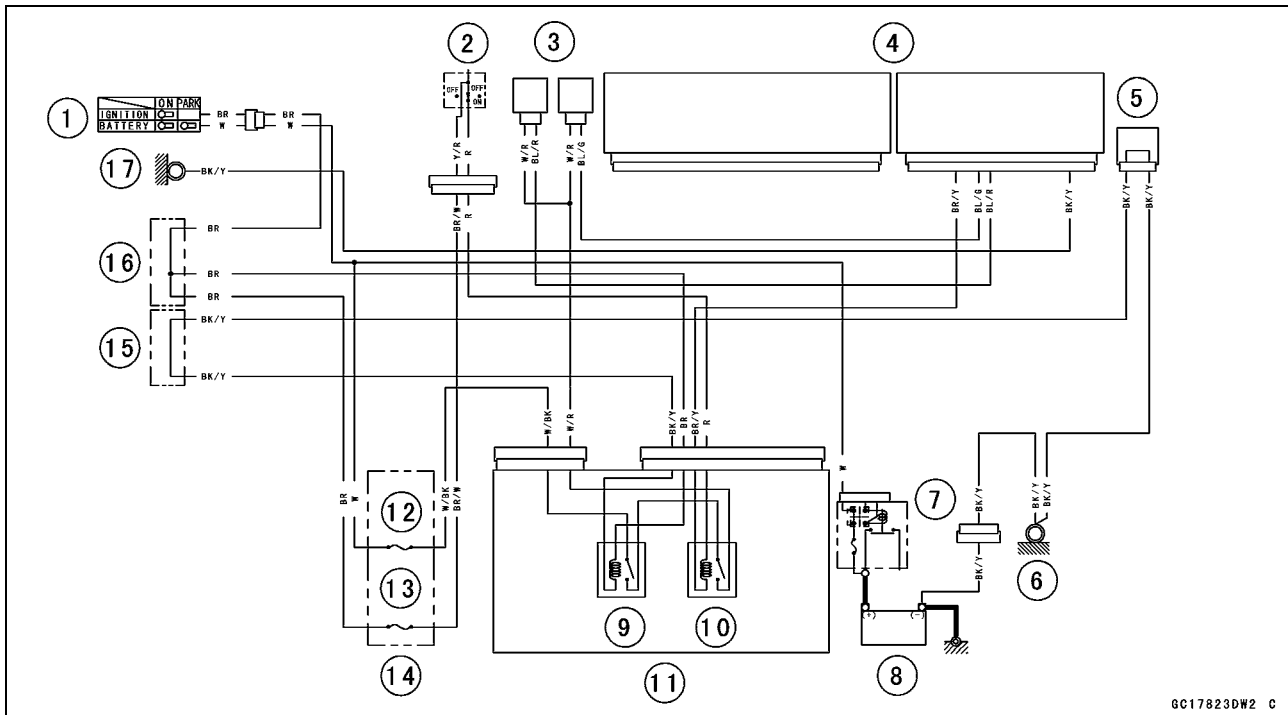 2
3
4
5
1
ON PARK
IGNITION
BATTERY
BR
W
BR
W
OFF
OFF
ON
17
BK/Y
Y/R
R
W/R
BL/R
W/R
BL/G
BR/W
R
BR/Y
BL/G
BL/R
BK/Y
BK/Y
BK/Y
16
BR
BR
BR
15
BK/Y
BK/Y
W/BK
W/R
BK/Y
BR
BR/Y
R
W
BR
W
12
W/BK
BR/W
13
14
9
10
11
7
(+)
(-)
8
BK/Y
BK/Y
BK/Y
BK/Y
6
GC17823DW2 C